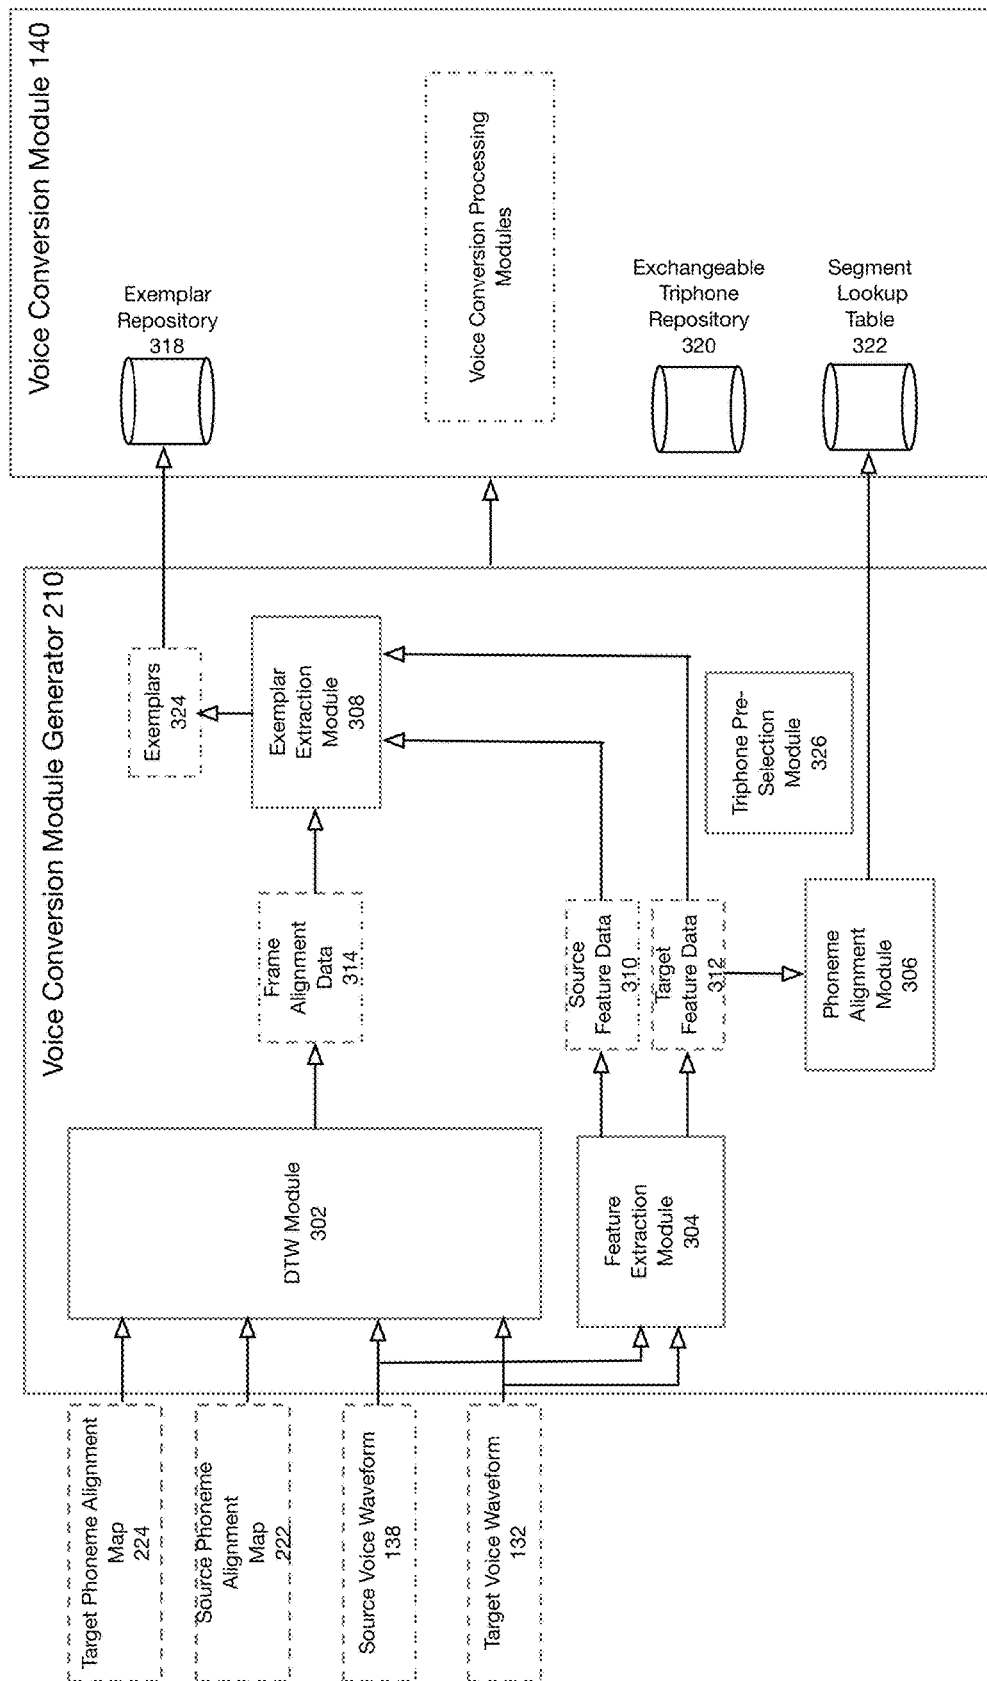 Target Phoneme Alignment
Map
224
Source Phoneme
Alignment
Map
222
Source Voice Waveform
138
Target Voice Waveform
132
Voice Conversion Module Generator 210
DTW Module
302
Feature
Extraction
Module
304
Frame
Alignment
Data
314
Source
Feature Data
310
Target
Feature Data
312
Phoneme
Alignment
Module
306
Exemplars
324
Exemplar
Extraction
Module
308
Triphone Pre-
Selection
Module
326
Voice Conversion Module 140
Exemplar
Repository
318
Voice Conversion Processing
Modules
Exchangeable
Triphone
Repository
320
Segment
Lookup
Table
322